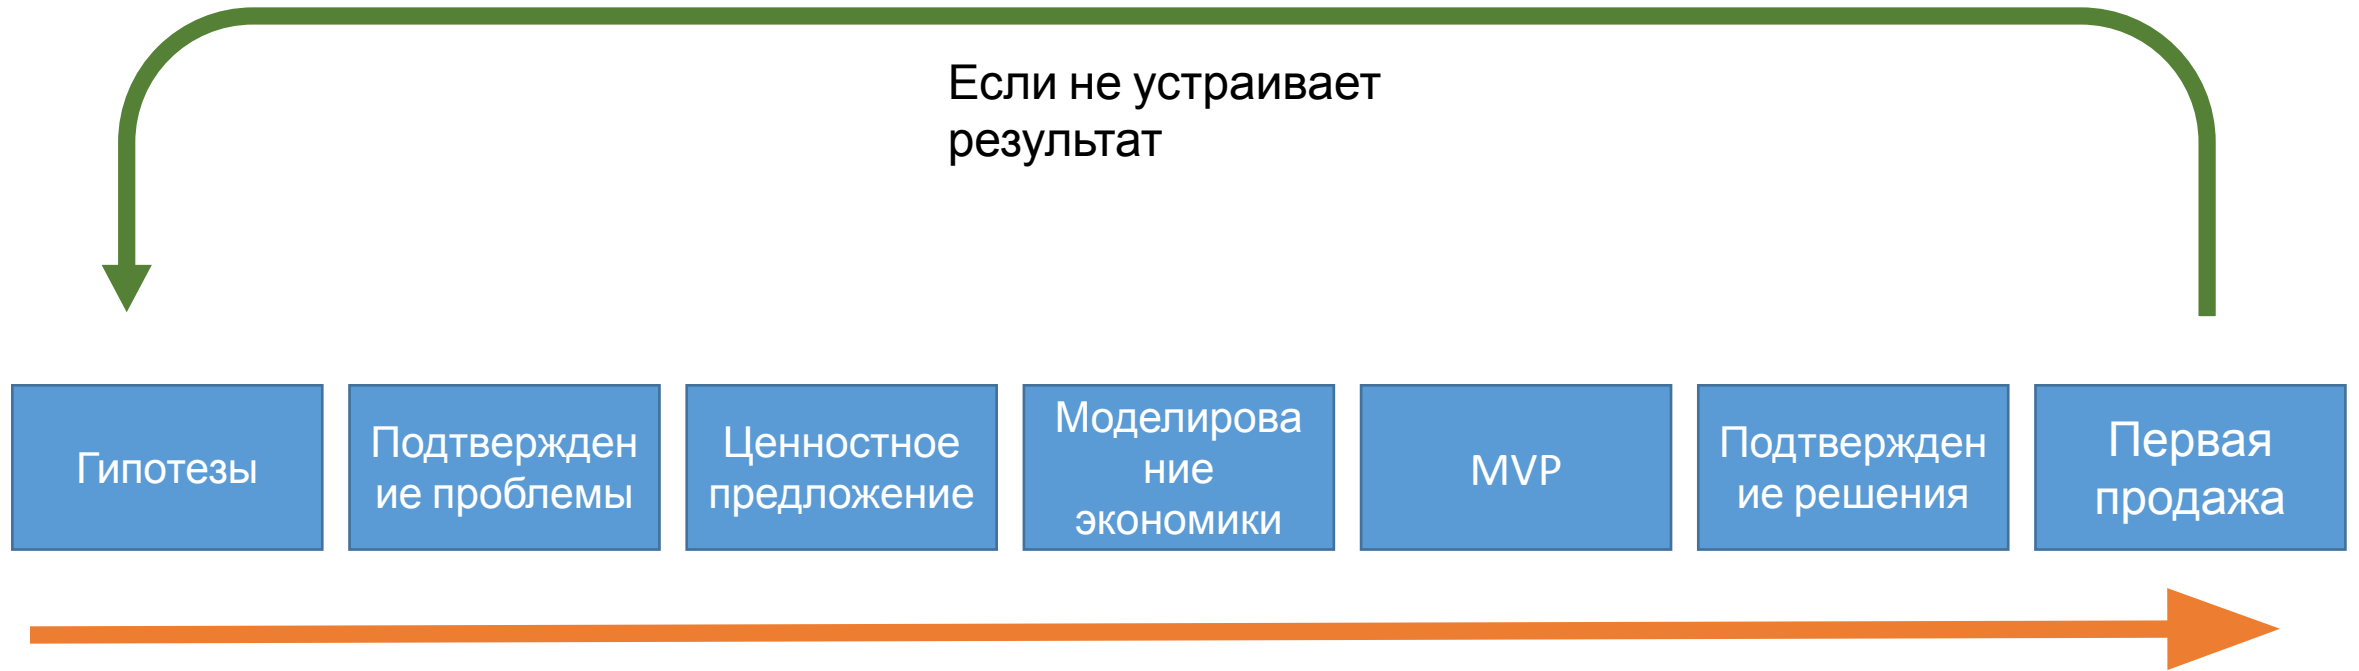 Если не устраивает
результат
Гипотезы
Подтвержден
ие проблемы
Ценностное
предложение
Моделирова
ние
экономики
MVP
Подтвержден
ие решения
Первая
продажа